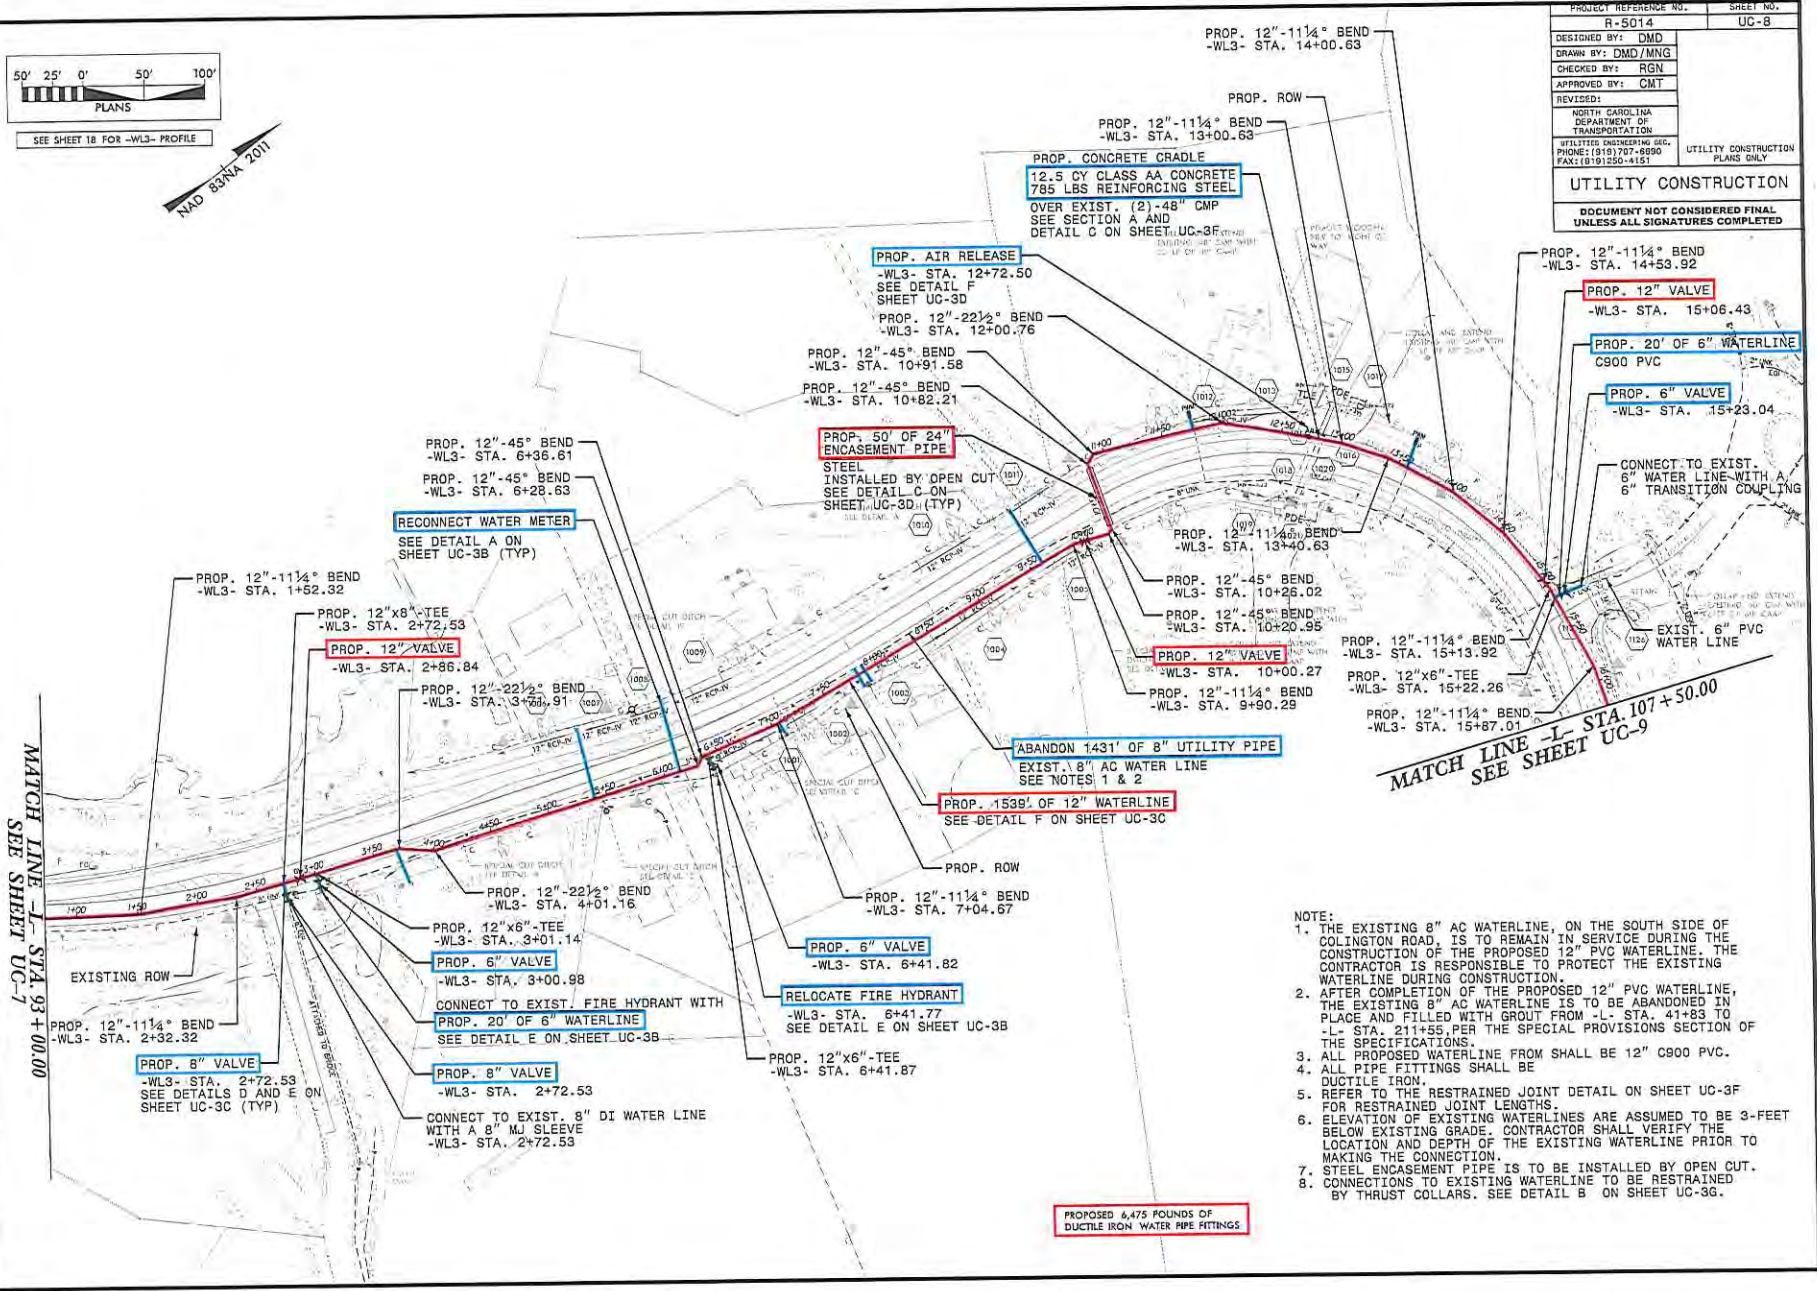 PROJECT REFERENCE NO. SHEET NO.
R-5014 UC-8
DESIGNED BY: DMD
DRAWN BY: DMD/MNG
CHECKED BY: RGN
APPROVED BY: CMT
REVISED:
NORTH CAROLINA
DEPARTMENT OF
TRANSPORTATION
UTILITIES ENGINEERING SEC.
PHONE:(919)707-6690
FAX:(919)250-4151
UTILITY CONSTRUCTION
PLANS ONLY
UTILITY CONSTRUCTION
DOCUMENT NOT CONSIDERED FINAL
UNLESS ALL SIGNATURES COMPLETED
50' 25' 0' 50' 100'
PLANS
SEE SHEET 18 FOR -WL3- PROFILE
NAD 83/NA 2011
PROP. 12"-11¼° BEND
-WL3- STA. 14+00.63
PROP. ROW
PROP. 12"-11¼° BEND
-WL3- STA. 13+00.63
PROP. CONCRETE CRADLE
12.5 CY CLASS AA CONCRETE
785 LBS REINFORCING STEEL
OVER EXIST. (2)-48" CMP
SEE SECTION A AND
DETAIL C ON SHEET UC-3F
PROP. AIR RELEASE
-WL3- STA. 12+72.50
SEE DETAIL F
SHEET UC-3D
PROP. 12"-22½° BEND
-WL3- STA. 12+00.76
PROP. 12"-45° BEND
-WL3- STA. 10+91.58
PROP. 12"-45° BEND
-WL3- STA. 10+82.21
PROP. 50' OF 24"
ENCASEMENT PIPE
STEEL
INSTALLED BY OPEN CUT
SEE DETAIL C ON
SHEET UC-3D (TYP)
PROP. 12"-45° BEND
-WL3- STA. 6+36.61
PROP. 12"-45° BEND
-WL3- STA. 6+28.63
RECONNECT WATER METER
SEE DETAIL A ON
SHEET UC-3B (TYP)
PROP. 12"-11¼° BEND
-WL3- STA. 1+52.32
PROP. 12"x8"-TEE
-WL3- STA. 2+72.53
PROP. 12" VALVE
-WL3- STA. 2+86.84
PROP. 12"-22½° BEND
-WL3- STA. 3+71.91
PROP. 12"-11¼° BEND
-WL3- STA. 14+53.92
PROP. 12" VALVE
-WL3- STA. 15+06.43
PROP. 20' OF 6" WATERLINE
C900 PVC
PROP. 6" VALVE
-WL3- STA. 15+23.04
CONNECT TO EXIST.
6" WATER LINE WITH A
6" TRANSITION COUPLING
PROP. 12"-11¼° BEND
-WL3- STA. 13+40.63
PROP. 12"-45° BEND
-WL3- STA. 10+26.02
PROP. 12"-45° BEND
-WL3- STA. 10+20.95
PROP. 12" VALVE
-WL3- STA. 10+00.27
PROP. 12"-11¼° BEND
-WL3- STA. 9+90.29
EXIST. 6" PVC
WATER LINE
PROP. 12"-11¼° BEND
-WL3- STA. 15+13.92
PROP. 12"x6"-TEE
-WL3- STA. 15+22.26
PROP. 12"-11¼° BEND
-WL3- STA. 15+87.01
MATCH LINE -L- STA. 107+50.00
SEE SHEET UC-9
ABANDON 1431' OF 8" UTILITY PIPE
EXIST. 8" AC WATER LINE
SEE NOTES 1 & 2
PROP. 1539' OF 12" WATERLINE
SEE DETAIL F ON SHEET UC-3C
PROP. ROW
PROP. 12"-11¼° BEND
-WL3- STA. 7+04.67
PROP. 6" VALVE
-WL3- STA. 6+41.82
RELOCATE FIRE HYDRANT
-WL3- STA. 6+41.77
SEE DETAIL E ON SHEET UC-3B
PROP. 12"x6"-TEE
-WL3- STA. 6+41.87
PROP. 12"-22½° BEND
-WL3- STA. 4+01.16
PROP. 12"x6"-TEE
-WL3- STA. 3+01.14
PROP. 6" VALVE
-WL3- STA. 3+00.98
CONNECT TO EXIST. FIRE HYDRANT WITH
PROP. 20' OF 6" WATERLINE
SEE DETAIL E ON SHEET UC-3B
PROP. 8" VALVE
-WL3- STA. 2+72.53
CONNECT TO EXIST. 8" DI WATER LINE
WITH A 8" MJ SLEEVE
-WL3- STA. 2+72.53
EXISTING ROW
PROP. 12"-11¼° BEND
-WL3- STA. 2+32.32
PROP. 8" VALVE
-WL3- STA. 2+72.53
SEE DETAILS D AND E ON
SHEET UC-3C (TYP)
MATCH LINE -L- STA. 93+00.00
SEE SHEET UC-7
ATTACHED TO BRIDGE
NOTE:
1. THE EXISTING 8" AC WATERLINE, ON THE SOUTH SIDE OF
COLINGTON ROAD, IS TO REMAIN IN SERVICE DURING THE
CONSTRUCTION OF THE PROPOSED 12" PVC WATERLINE. THE
CONTRACTOR IS RESPONSIBLE TO PROTECT THE EXISTING
WATERLINE DURING CONSTRUCTION.
2. AFTER COMPLETION OF THE PROPOSED 12" PVC WATERLINE,
THE EXISTING 8" AC WATERLINE IS TO BE ABANDONED IN
PLACE AND FILLED WITH GROUT FROM -L- STA. 41+83 TO
-L- STA. 211+55,PER THE SPECIAL PROVISIONS SECTION OF
THE SPECIFICATIONS.
3. ALL PROPOSED WATERLINE FROM SHALL BE 12" C900 PVC.
4. ALL PIPE FITTINGS SHALL BE
DUCTILE IRON.
5. REFER TO THE RESTRAINED JOINT DETAIL ON SHEET UC-3F
FOR RESTRAINED JOINT LENGTHS.
6. ELEVATION OF EXISTING WATERLINES ARE ASSUMED TO BE 3-FEET
BELOW EXISTING GRADE. CONTRACTOR SHALL VERIFY THE
LOCATION AND DEPTH OF THE EXISTING WATERLINE PRIOR TO
MAKING THE CONNECTION.
7. STEEL ENCASEMENT PIPE IS TO BE INSTALLED BY OPEN CUT.
8. CONNECTIONS TO EXISTING WATERLINE TO BE RESTRAINED
BY THRUST COLLARS. SEE DETAIL B ON SHEET UC-3G.
PROPOSED 6,475 POUNDS OF
DUCTILE IRON WATER PIPE FITTINGS